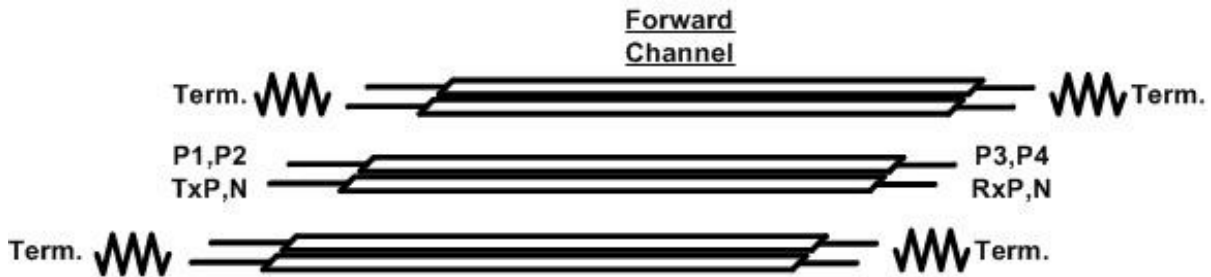 Forward
Channel
Term. Term.
P1,P2 P3,P4
TxP,N RxP,N
Term. Term.